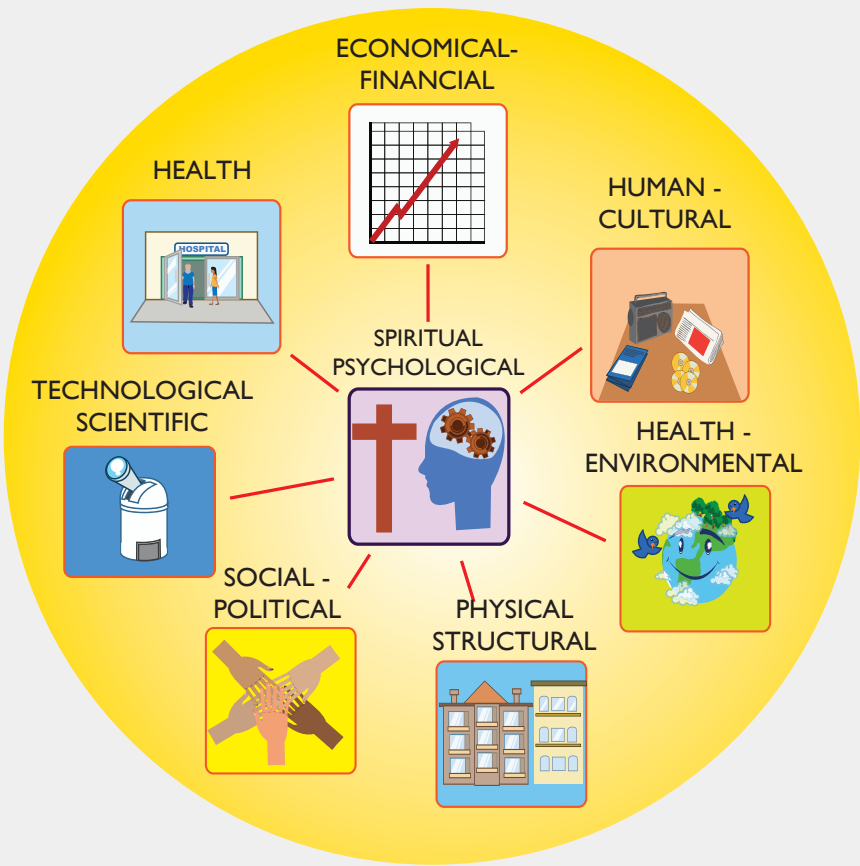 ECONOMICAL-
FINANCIAL
HEALTH
HOSPITAL
HUMAN -
CULTURAL
SPIRITUAL
PSYCHOLOGICAL
TECHNOLOGICAL
SCIENTIFIC
HEALTH -
ENVIRONMENTAL
SOCIAL -
POLITICAL
PHYSICAL
STRUCTURAL